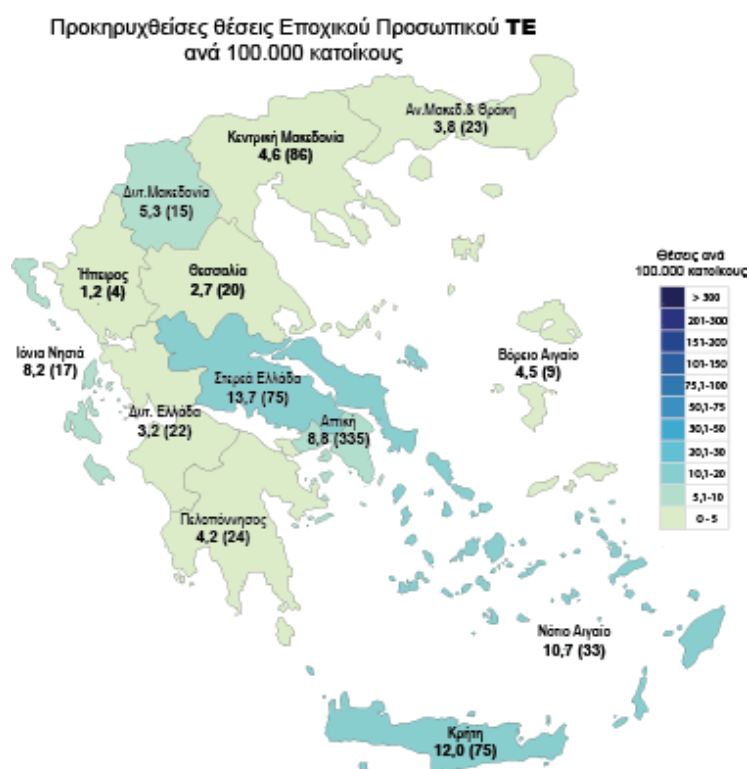 Προκηρυχθείσες θέσεις Εποχικού Προσωπικού ΤΕ
ανά 100.000 κατοίκους
Αν.Μακεδ.& Θράκη
3,8 (23)
Κεντρική Μακεδονία
4,6 (86)
Δυτ.Μακεδονία
5,3 (15)
Ήπειρος
1,2 (4)
Θεσσαλία
2,7 (20)
Ιόνια Νησιά
8,2 (17)
Βόρειο Αιγαίο
4,5 (9)
Στερεά Ελλάδα
13,7 (75)
Δυτ. Ελλάδα
3,2 (22)
Αττική
8,8 (335)
Πελοπόννησος
4,2 (24)
Νότιο Αιγαίο
10,7 (33)
Κρήτη
12,0 (75)
Θέσεις ανά
100.000 κατοίκους
> 300
201-300
151-200
101-150
75,1-100
50,1-75
30,1-50
20,1-30
10,1-20
5,1-10
0 - 5